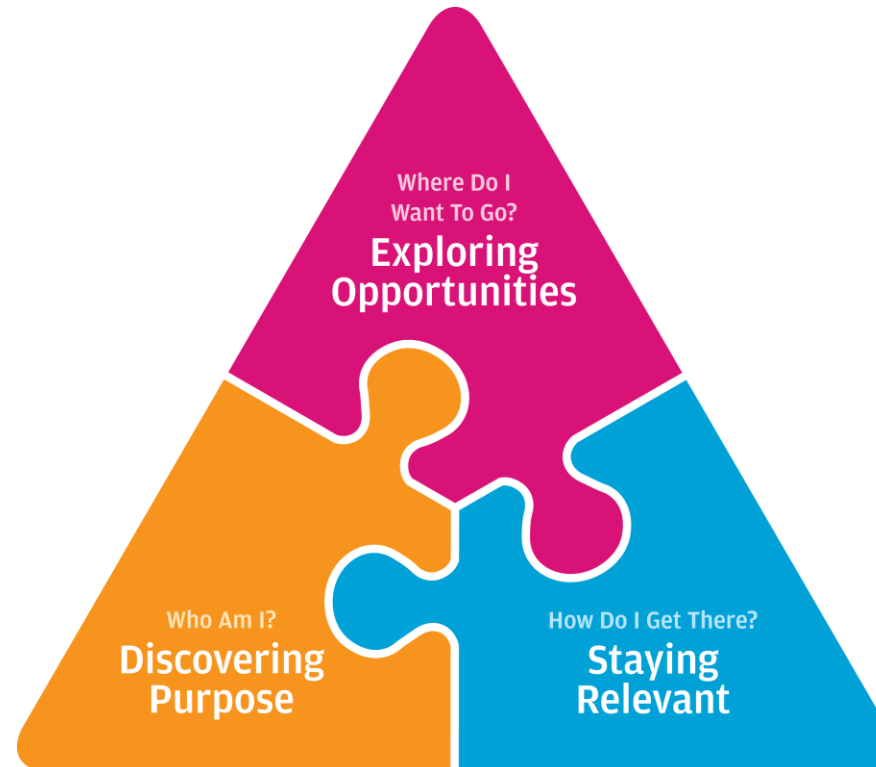 Where Do I
Want To Go?
Exploring
Opportunities
Who Am I?
Discovering
Purpose
How Do I Get There?
Staying
Relevant